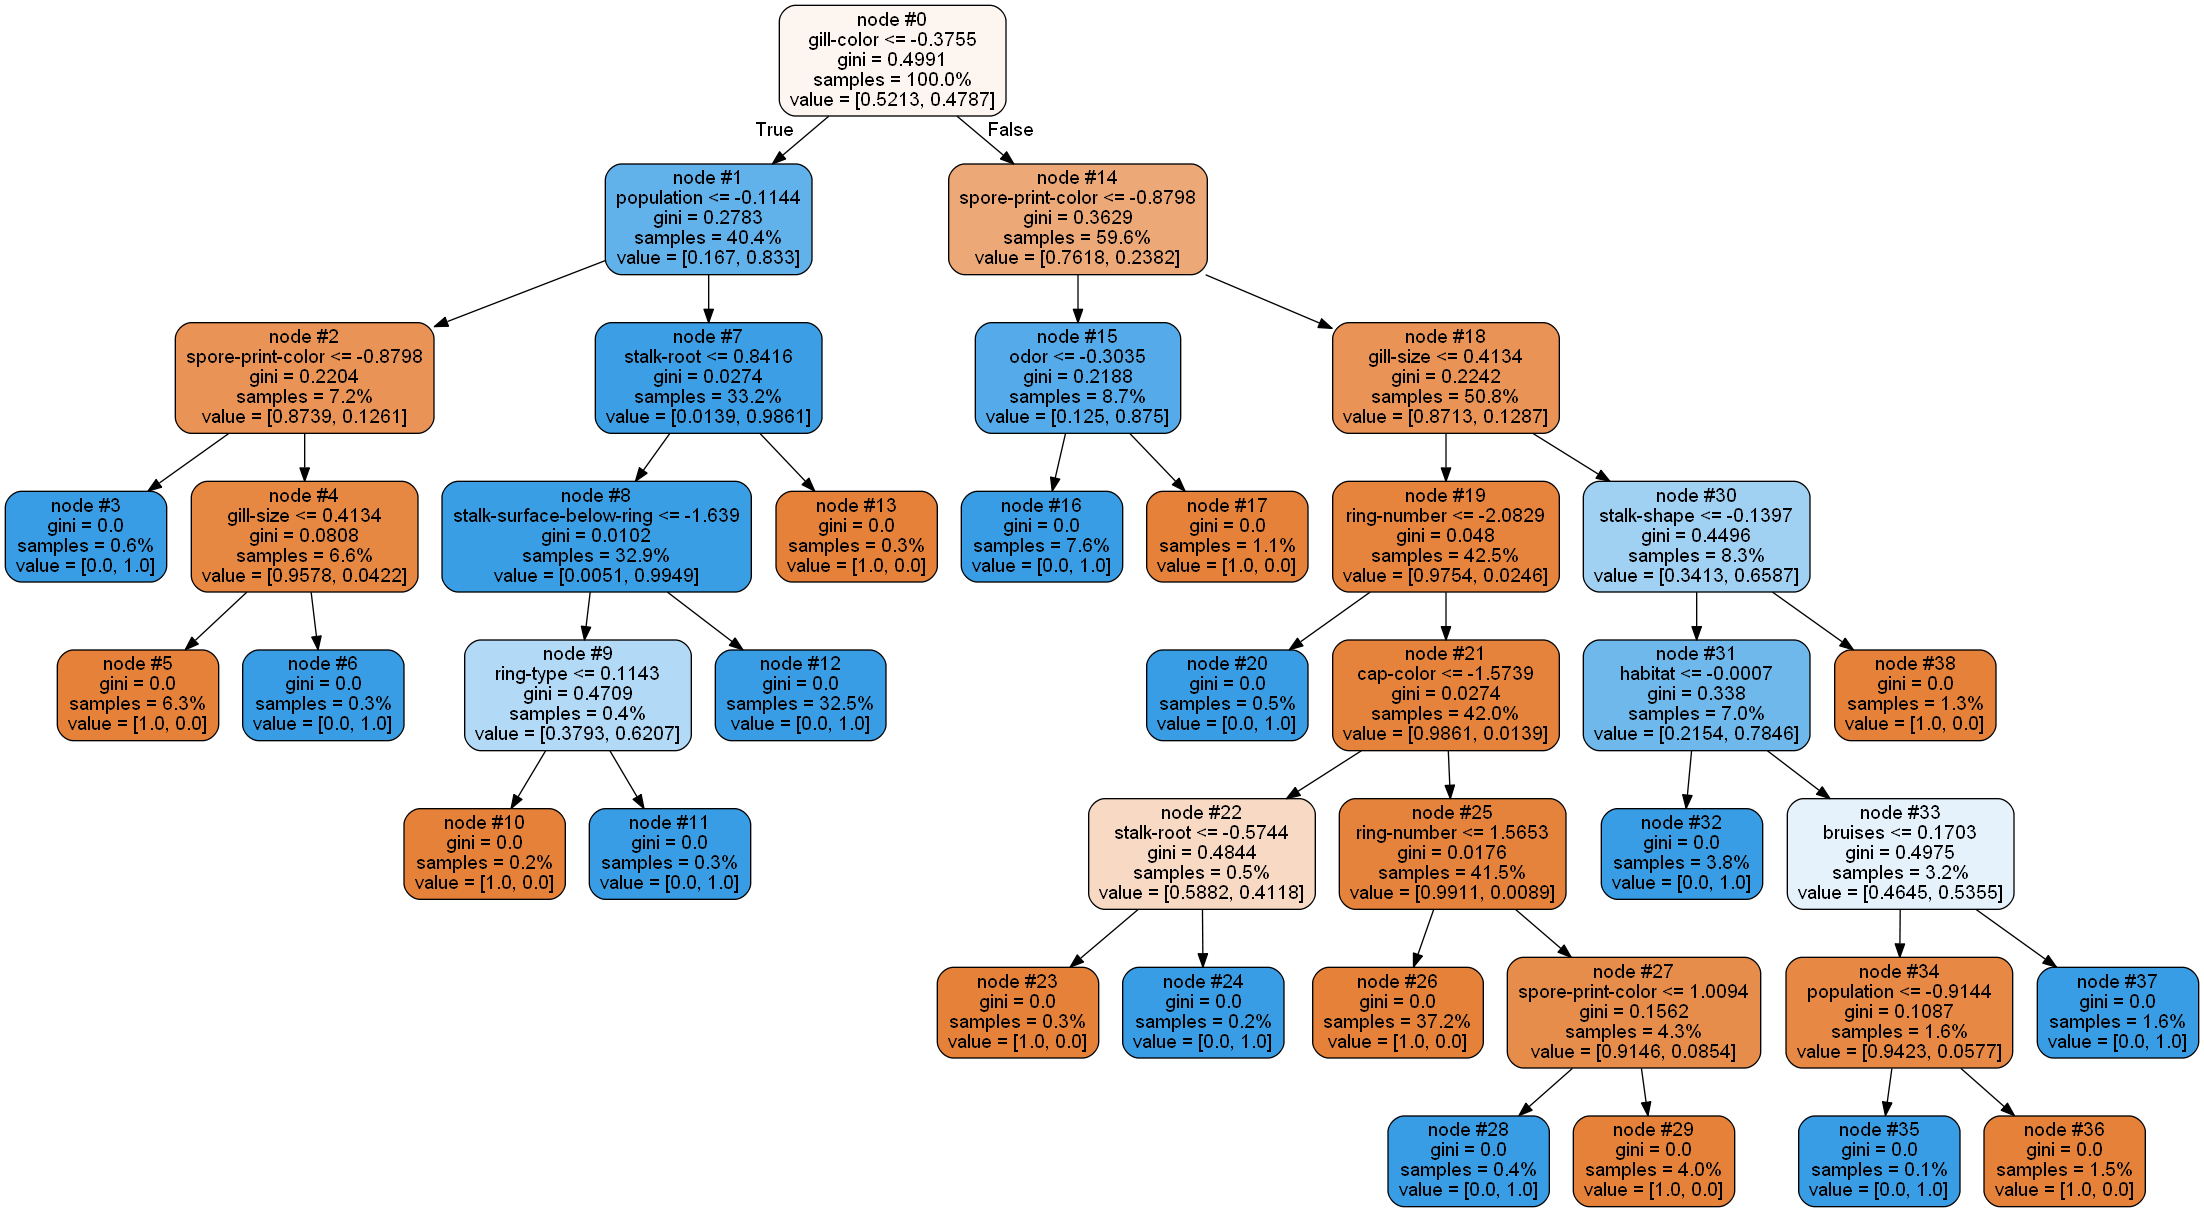 node #0
gill-color <= -0.3755
gini = 0.4991
samples = 100.0%
value = [0.5213, 0.4787]
True
False
node #1
population <= -0.1144
gini = 0.2783
samples = 40.4%
value = [0.167, 0.833]
node #14
spore-print-color <= -0.8798
gini = 0.3629
samples = 59.6%
value = [0.7618, 0.2382]
node #2
spore-print-color <= -0.8798
gini = 0.2204
samples = 7.2%
value = [0.8739, 0.1261]
node #7
stalk-root <= 0.8416
gini = 0.0274
samples = 33.2%
value = [0.0139, 0.9861]
node #15
odor <= -0.3035
gini = 0.2188
samples = 8.7%
value = [0.125, 0.875]
node #18
gill-size <= 0.4134
gini = 0.2242
samples = 50.8%
value = [0.8713, 0.1287]
node #3
gini = 0.0
samples = 0.6%
value = [0.0, 1.0]
node #4
gill-size <= 0.4134
gini = 0.0808
samples = 6.6%
value = [0.9578, 0.0422]
node #8
stalk-surface-below-ring <= -1.639
gini = 0.0102
samples = 32.9%
value = [0.0051, 0.9949]
node #13
gini = 0.0
samples = 0.3%
value = [1.0, 0.0]
node #16
gini = 0.0
samples = 7.6%
value = [0.0, 1.0]
node #17
gini = 0.0
samples = 1.1%
value = [1.0, 0.0]
node #19
ring-number <= -2.0829
gini = 0.048
samples = 42.5%
value = [0.9754, 0.0246]
node #30
stalk-shape <= -0.1397
gini = 0.4496
samples = 8.3%
value = [0.3413, 0.6587]
node #5
gini = 0.0
samples = 6.3%
value = [1.0, 0.0]
node #6
gini = 0.0
samples = 0.3%
value = [0.0, 1.0]
node #9
ring-type <= 0.1143
gini = 0.4709
samples = 0.4%
value = [0.3793, 0.6207]
node #12
gini = 0.0
samples = 32.5%
value = [0.0, 1.0]
node #20
gini = 0.0
samples = 0.5%
value = [0.0, 1.0]
node #21
cap-color <= -1.5739
gini = 0.0274
samples = 42.0%
value = [0.9861, 0.0139]
node #31
habitat <= -0.0007
gini = 0.338
samples = 7.0%
value = [0.2154, 0.7846]
node #38
gini = 0.0
samples = 1.3%
value = [1.0, 0.0]
node #10
gini = 0.0
samples = 0.2%
value = [1.0, 0.0]
node #11
gini = 0.0
samples = 0.3%
value = [0.0, 1.0]
node #22
stalk-root <= -0.5744
gini = 0.4844
samples = 0.5%
value = [0.5882, 0.4118]
node #25
ring-number <= 1.5653
gini = 0.0176
samples = 41.5%
value = [0.9911, 0.0089]
node #32
gini = 0.0
samples = 3.8%
value = [0.0, 1.0]
node #33
bruises <= 0.1703
gini = 0.4975
samples = 3.2%
value = [0.4645, 0.5355]
node #23
gini = 0.0
samples = 0.3%
value = [1.0, 0.0]
node #24
gini = 0.0
samples = 0.2%
value = [0.0, 1.0]
node #26
gini = 0.0
samples = 37.2%
value = [1.0, 0.0]
node #27
spore-print-color <= 1.0094
gini = 0.1562
samples = 4.3%
value = [0.9146, 0.0854]
node #34
population <= -0.9144
gini = 0.1087
samples = 1.6%
value = [0.9423, 0.0577]
node #37
gini = 0.0
samples = 1.6%
value = [0.0, 1.0]
node #28
gini = 0.0
samples = 0.4%
value = [0.0, 1.0]
node #29
gini = 0.0
samples = 4.0%
value = [1.0, 0.0]
node #35
gini = 0.0
samples = 0.1%
value = [0.0, 1.0]
node #36
gini = 0.0
samples = 1.5%
value = [1.0, 0.0]